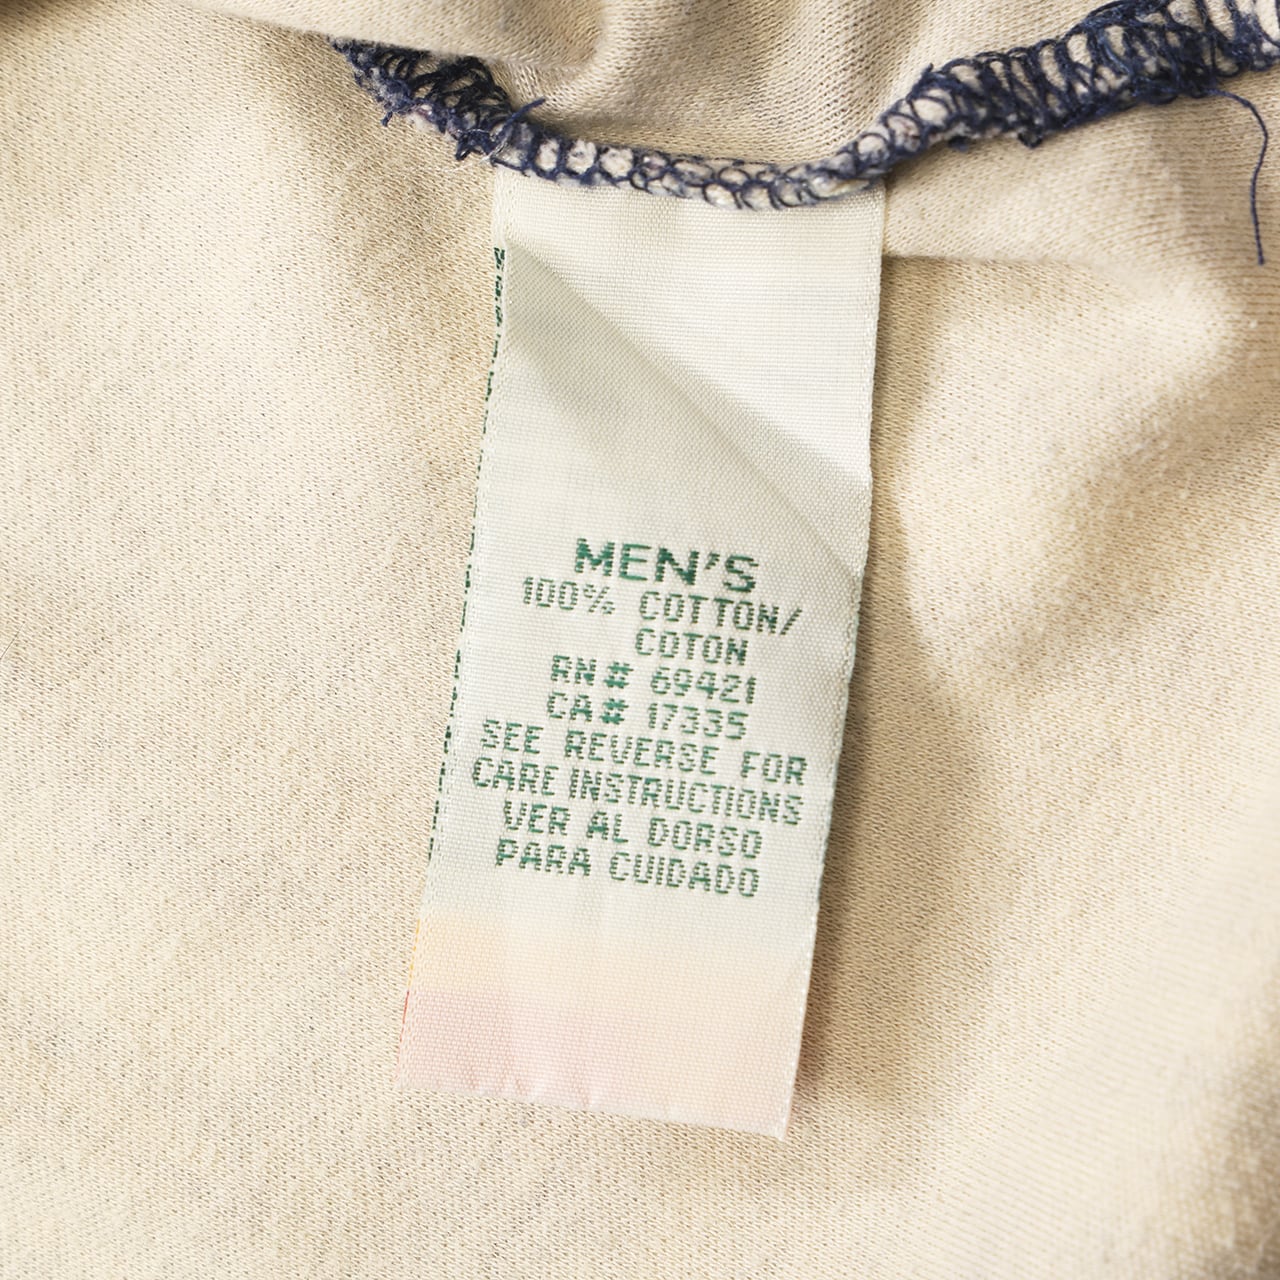 MEN'S
100% COTTON/
COTON
RN# 69421
CA# 17335
SEE REVERSE FOR
CARE INSTRUCTIONS
VER AL DORSO
PARA CUIDADO